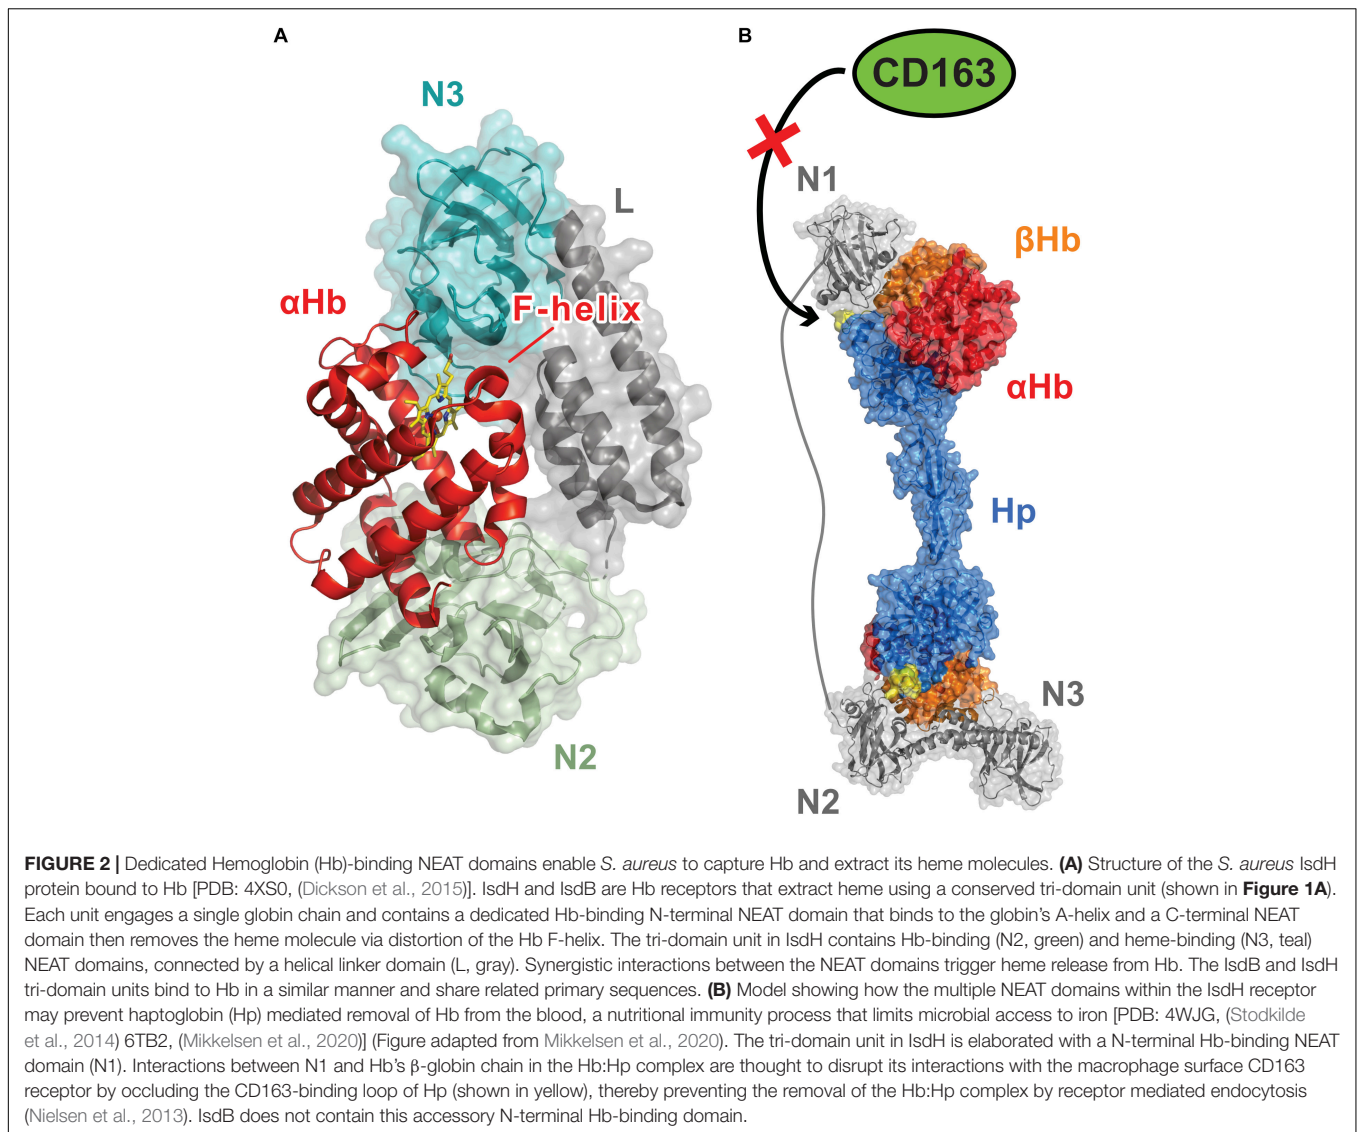 A
B
CD163
N3
N1
L
βHb
αHb
F-helix
αHb
Hp
N3
N2
N2
FIGURE 2 | Dedicated Hemoglobin (Hb)-binding NEAT domains enable S. aureus to capture Hb and extract its heme molecules. (A) Structure of the S. aureus IsdH
protein bound to Hb [PDB: 4XS0, (Dickson et al., 2015)]. IsdH and IsdB are Hb receptors that extract heme using a conserved tri-domain unit (shown in Figure 1A).
Each unit engages a single globin chain and contains a dedicated Hb-binding N-terminal NEAT domain that binds to the globin's A-helix and a C-terminal NEAT
domain then removes the heme molecule via distortion of the Hb F-helix. The tri-domain unit in IsdH contains Hb-binding (N2, green) and heme-binding (N3, teal)
NEAT domains, connected by a helical linker domain (L, gray). Synergistic interactions between the NEAT domains trigger heme release from Hb. The IsdB and IsdH
tri-domain units bind to Hb in a similar manner and share related primary sequences. (B) Model showing how the multiple NEAT domains within the IsdH receptor
may prevent haptoglobin (Hp) mediated removal of Hb from the blood, a nutritional immunity process that limits microbial access to iron [PDB: 4WJG, (Stodkilde
et al., 2014) 6TB2, (Mikkelsen et al., 2020)] (Figure adapted from Mikkelsen et al., 2020). The tri-domain unit in IsdH is elaborated with a N-terminal Hb-binding NEAT
domain (N1). Interactions between N1 and Hb's β-globin chain in the Hb:Hp complex are thought to disrupt its interactions with the macrophage surface CD163
receptor by occluding the CD163-binding loop of Hp (shown in yellow), thereby preventing the removal of the Hb:Hp complex by receptor mediated endocytosis
(Nielsen et al., 2013). IsdB does not contain this accessory N-terminal Hb-binding domain.